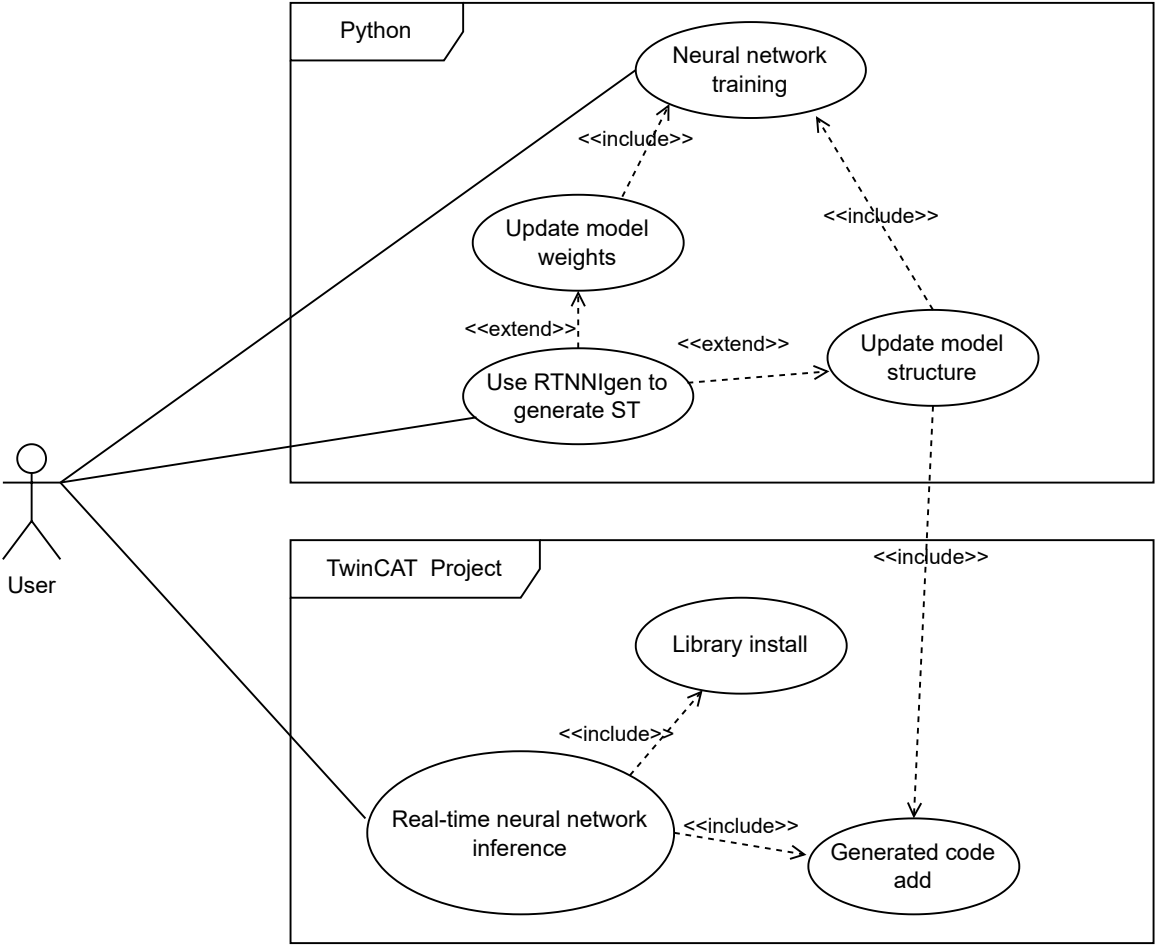 Python
Neural network
training
<<include>>
Update model
weights
<<include>>
<<extend>>
<<extend>>
Update model
structure
Use RTNNIgen to
generate ST
User
TwinCAT  Project
<<include>>
Library install
<<include>>
Real-time neural network
inference
<<include>>
Generated code
add